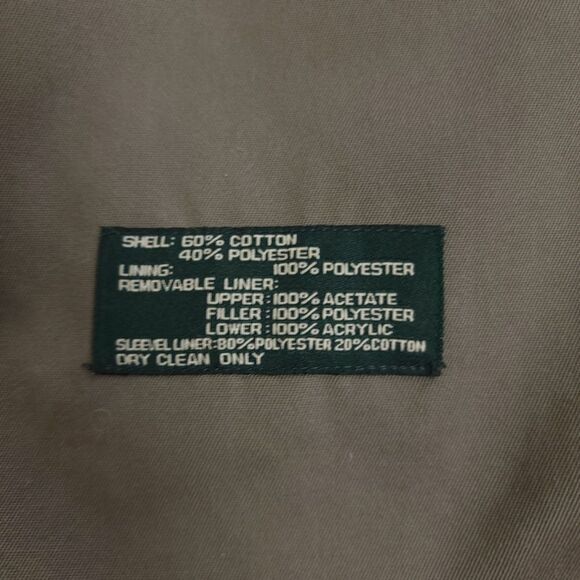 SHELL: 60% COTTON
40% POLYESTER
LINING: 100% POLYESTER
REMOVABLE LINER:
UPPER:100% ACETATE
FILLER:100% POLYESTER
LOWER:100% ACRYLIC
SLEEVEL LINER:80%POLYESTER 20%COTTON
DRY CLEAN ONLY